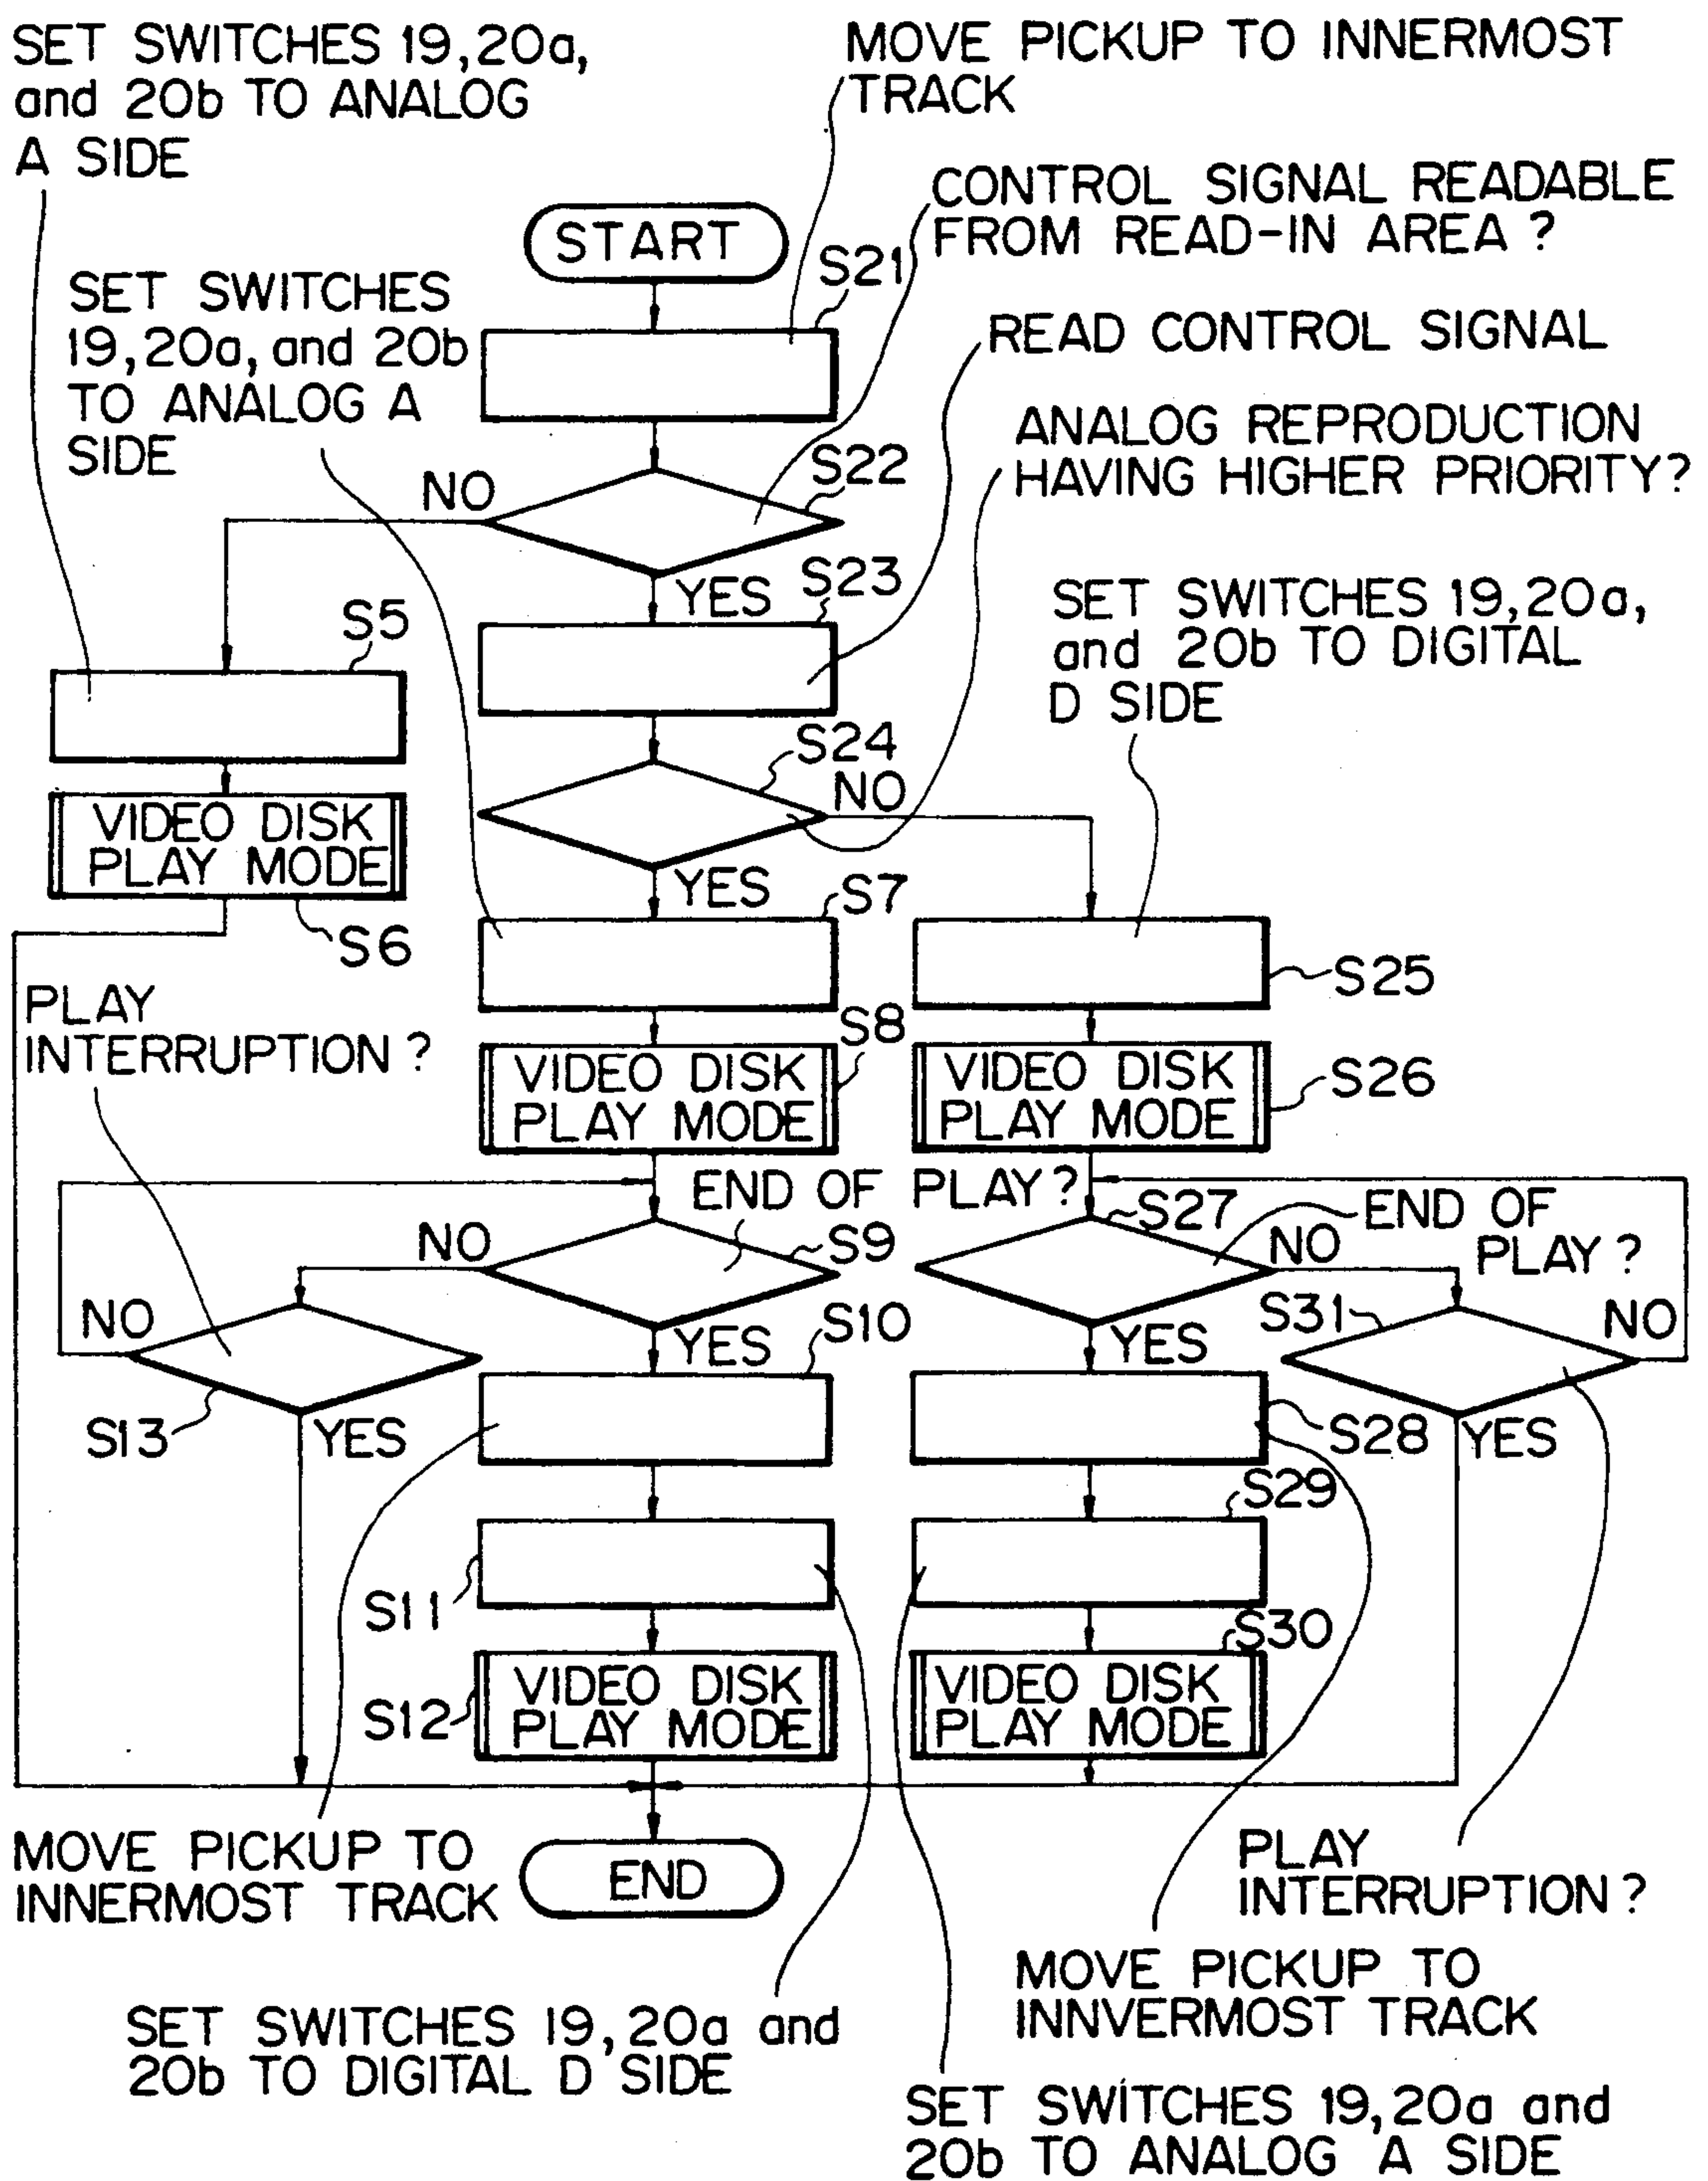 SET SWITCHES 19,20a,
and 20b TO ANALOG
A SIDE
MOVE PICKUP TO INNERMOST
TRACK
CONTROL SIGNAL READABLE
FROM READ-IN AREA?
START
S21
SET SWITCHES
19,20a, and 20b
TO ANALOG A
SIDE
READ CONTROL SIGNAL
ANALOG REPRODUCTION
HAVING HIGHER PRIORITY?
S22
NO
YES
S23
SET SWITCHES 19,20a,
and 20b TO DIGITAL
D SIDE
S5
S24
NO
VIDEO DISK
PLAY MODE
YES
S7
S6
S25
PLAY
INTERRUPTION?
S8
VIDEO DISK
PLAY MODE
VIDEO DISK
PLAY MODE
S26
END OF PLAY?
S27
END OF
PLAY?
NO
S9
NO
NO
S10
S31
NO
YES
YES
S13
YES
S28
YES
S29
S11
S30
VIDEO DISK
PLAY MODE
S12
VIDEO DISK
PLAY MODE
MOVE PICKUP TO
INNERMOST TRACK
END
PLAY
INTERRUPTION?
MOVE PICKUP TO
INNVERMOST TRACK
SET SWITCHES 19,20a and
20b TO DIGITAL D SIDE
SET SWITCHES 19,20a and
20b TO ANALOG A SIDE